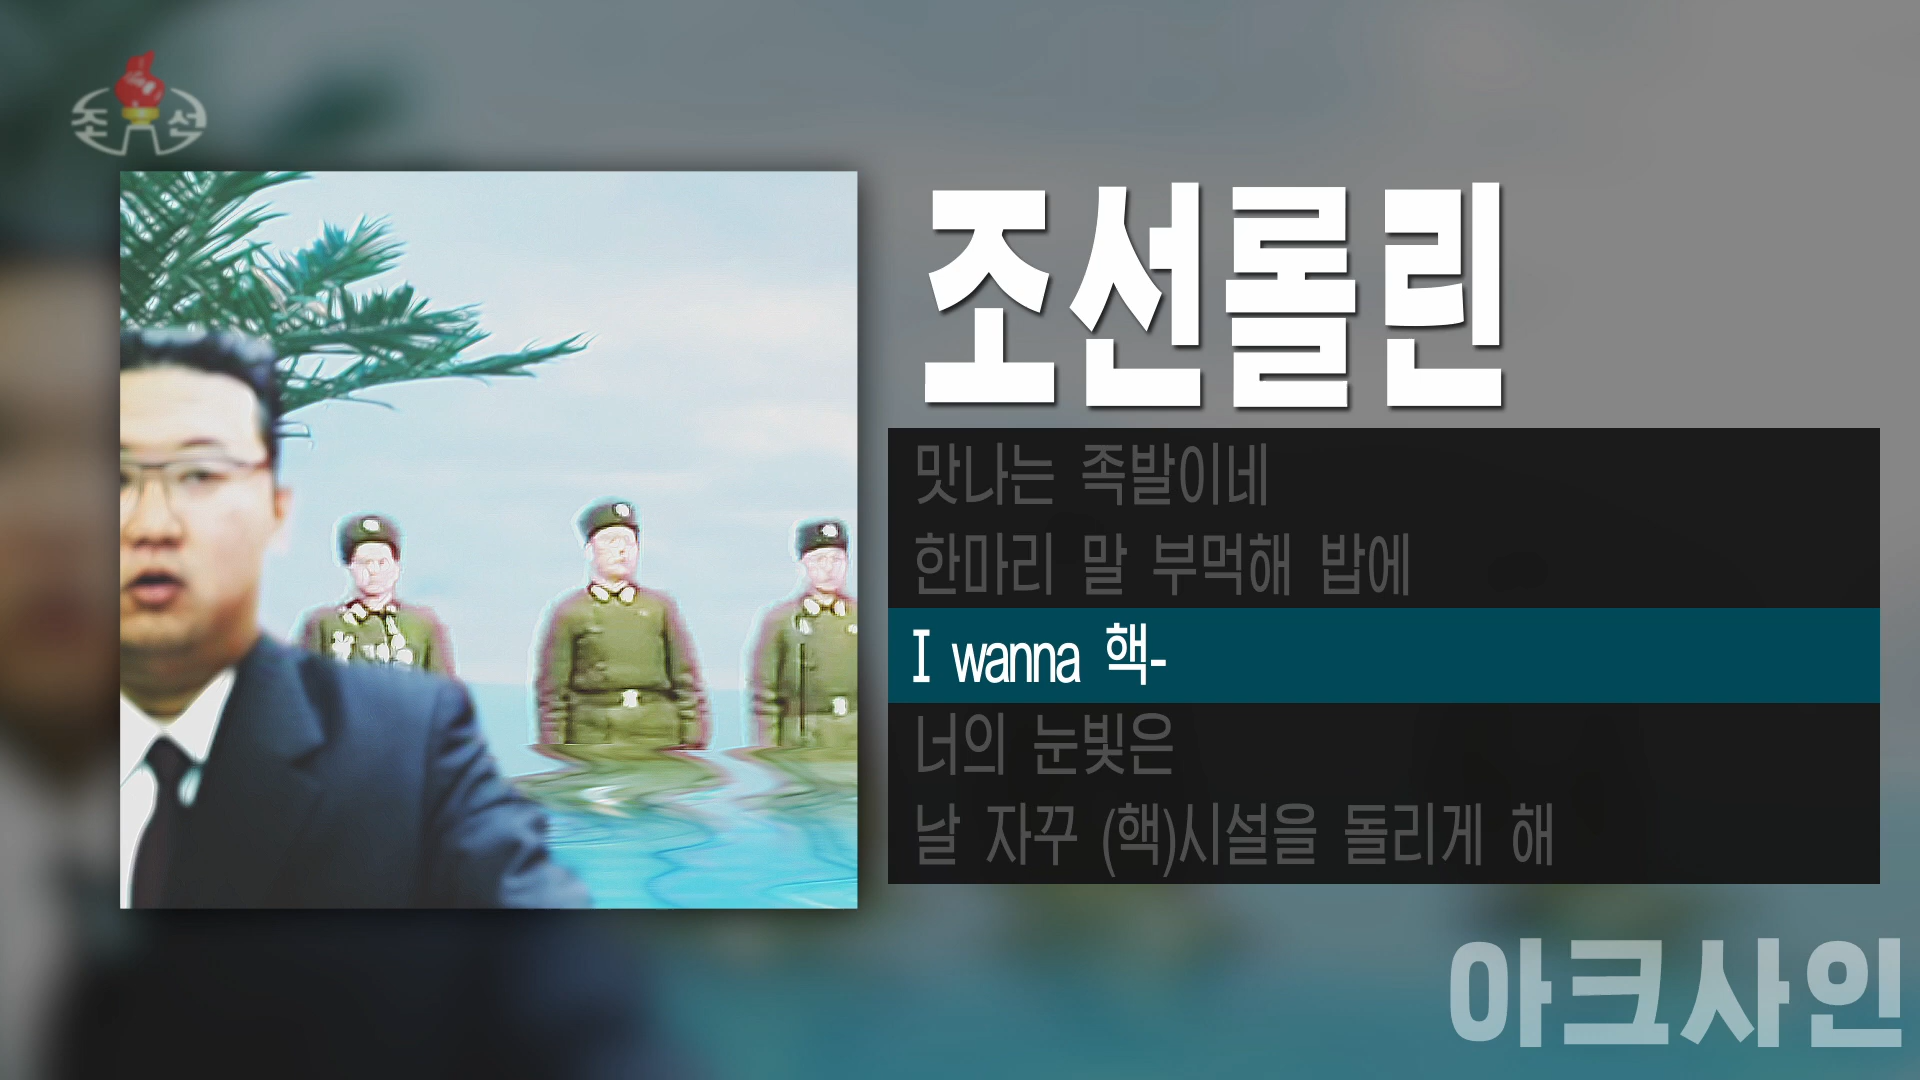 조선
조선롤린
맛나는 족발이네
한마리 말 부먹해 밥에
I wanna 핵-
너의 눈빛은
날 자꾸 (핵)시설을 돌리게 해
아크사인